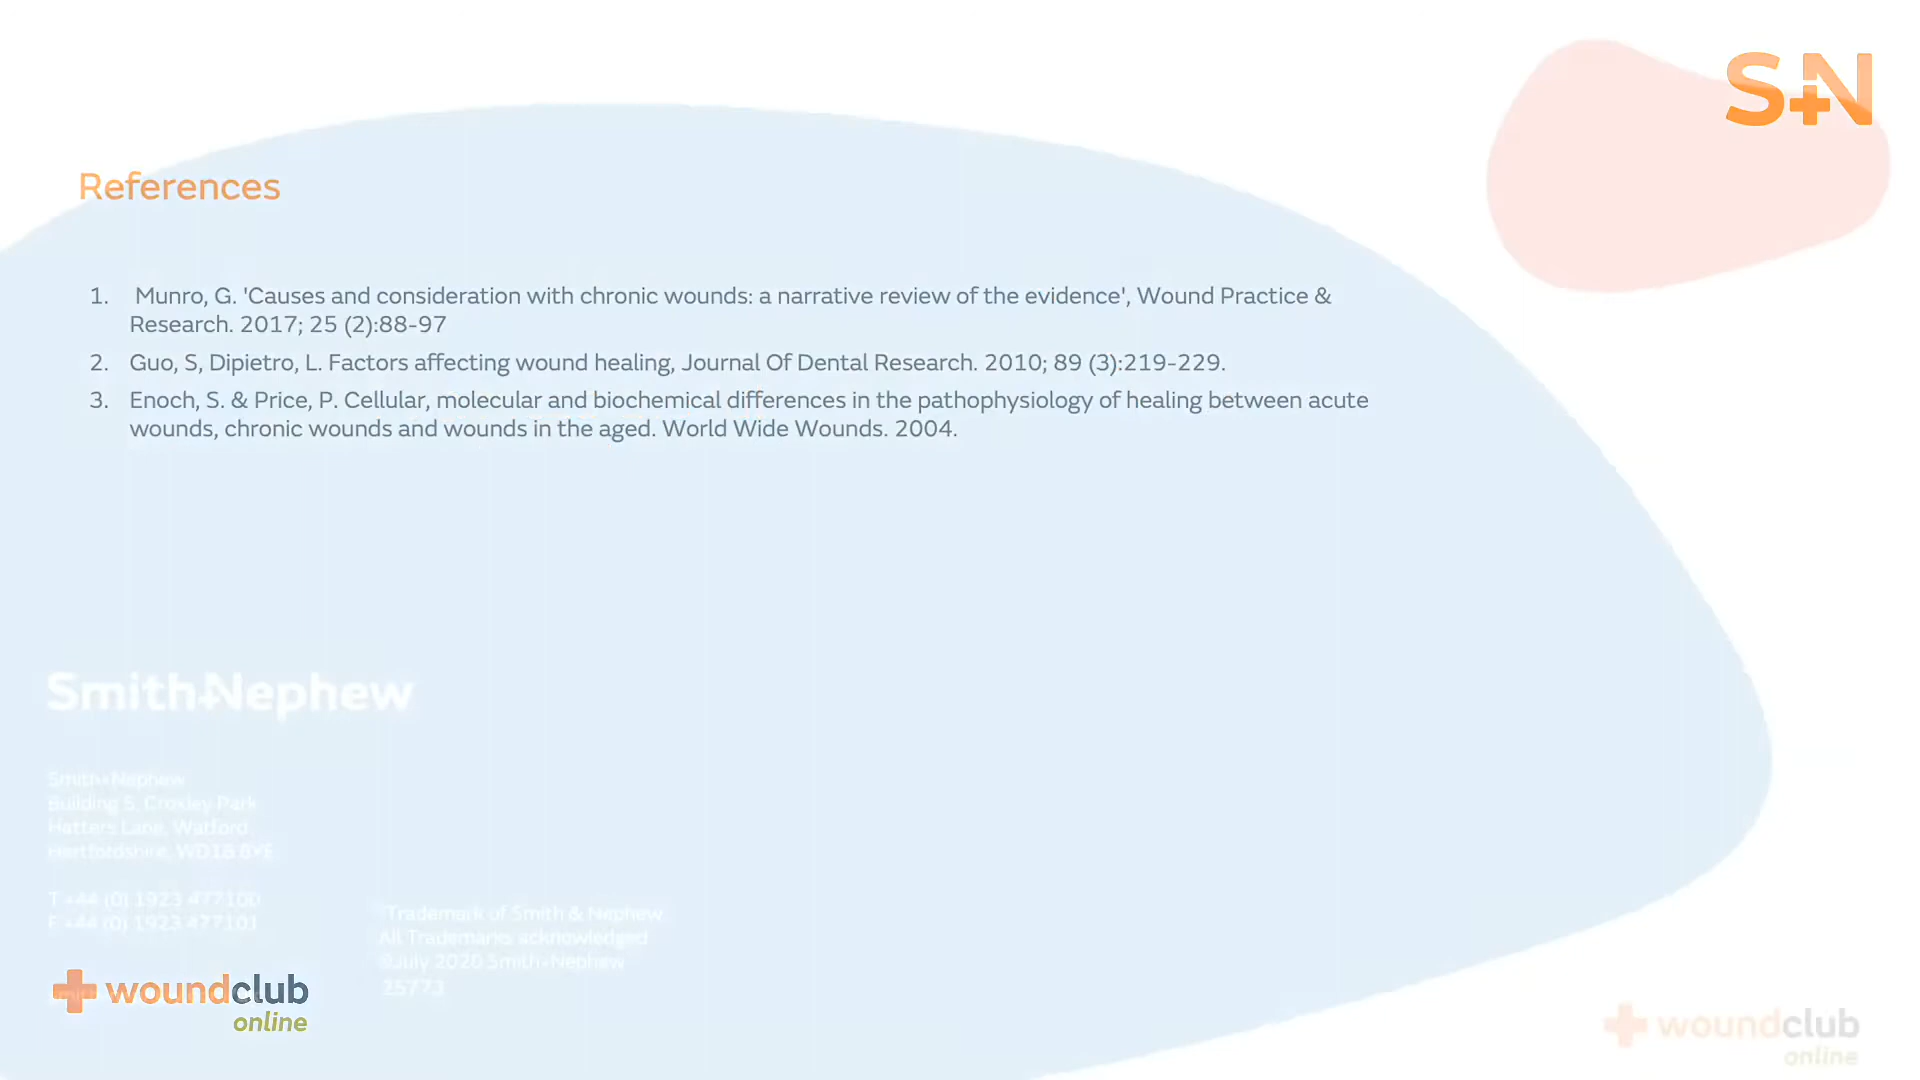 S+N
References
1. Munro, G. 'Causes and consideration with chronic wounds: a narrative review of the evidence', Wound Practice &
Research. 2017; 25 (2):88-97
2. Guo, S, Dipietro, L. Factors affecting wound healing, Journal Of Dental Research. 2010; 89 (3):219-229.
3. Enoch, S. & Price, P. Cellular, molecular and biochemical differences in the pathophysiology of healing between acute
wounds, chronic wounds and wounds in the aged. World Wide Wounds. 2004.
Smith+Nephew
Smith+Nephew
Building 5, Croxley Park
Hatters Lane, Watford,
Hertfordshire, WD18 8YE
T +44 (0) 1923 477100
F +44 (0) 1923 477101
Trademark of Smith & Nephew
All Trademarks acknowledged
©July 2020 Smith+Nephew
25773
woundclub
online
woundclub
online